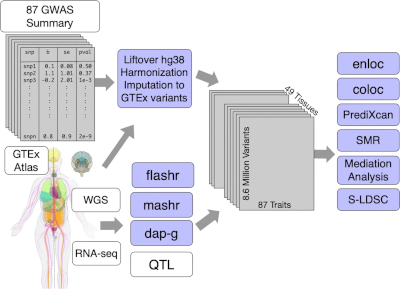 87 GWAS
Summary
snp b se pval
snp1 0.1 0.08 0.50
snp2 1.1 1.01 0.37
snp3 -0.2 2.01 1e-3
snpn 0.8 0.9 2e-9
Liftover hg38
Harmonization
Imputation to
GTEx variants
GTEx
Atlas
WGS
RNA-seq
flashr
mashr
dap-g
QTL
49 Tissues
8.6 Million Variants
87 Traits
enloc
coloc
PrediXcan
SMR
Mediation
Analysis
S-LDSC